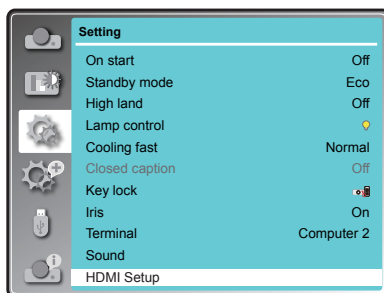 Setting
On start Off
Standby mode Eco
High land Off
Lamp control
Cooling fast Normal
Closed caption Off
Key lock
Iris On
Terminal Computer 2
Sound
HDMI Setup